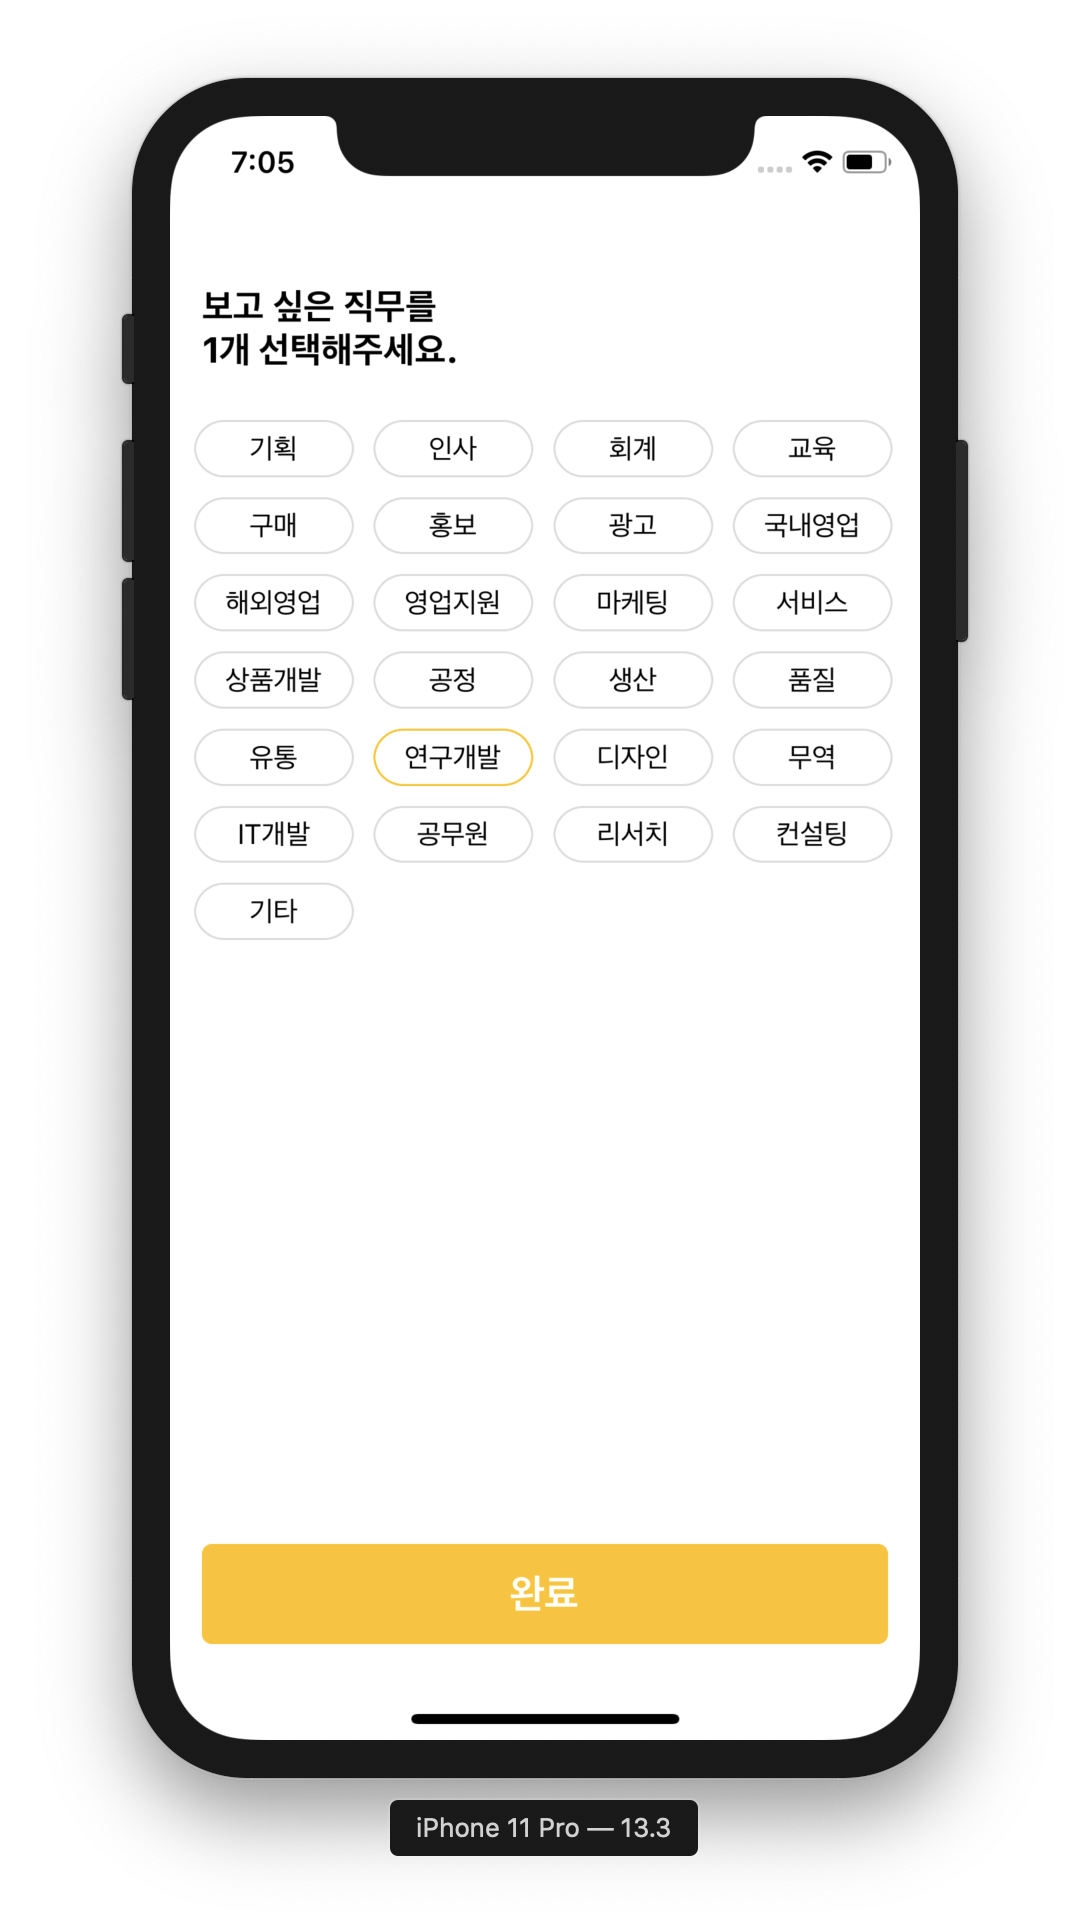 7:05
보고 싶은 직무를
1개 선택해주세요.
기획 인사 회계 교육
구매 홍보 광고 국내영업
해외영업 영업지원 마케팅 서비스
상품개발 공정 생산 품질
유통 연구개발 디자인 무역
IT개발 공무원 리서치 컨설팅
기타
완료
iPhone 11 Pro — 13.3